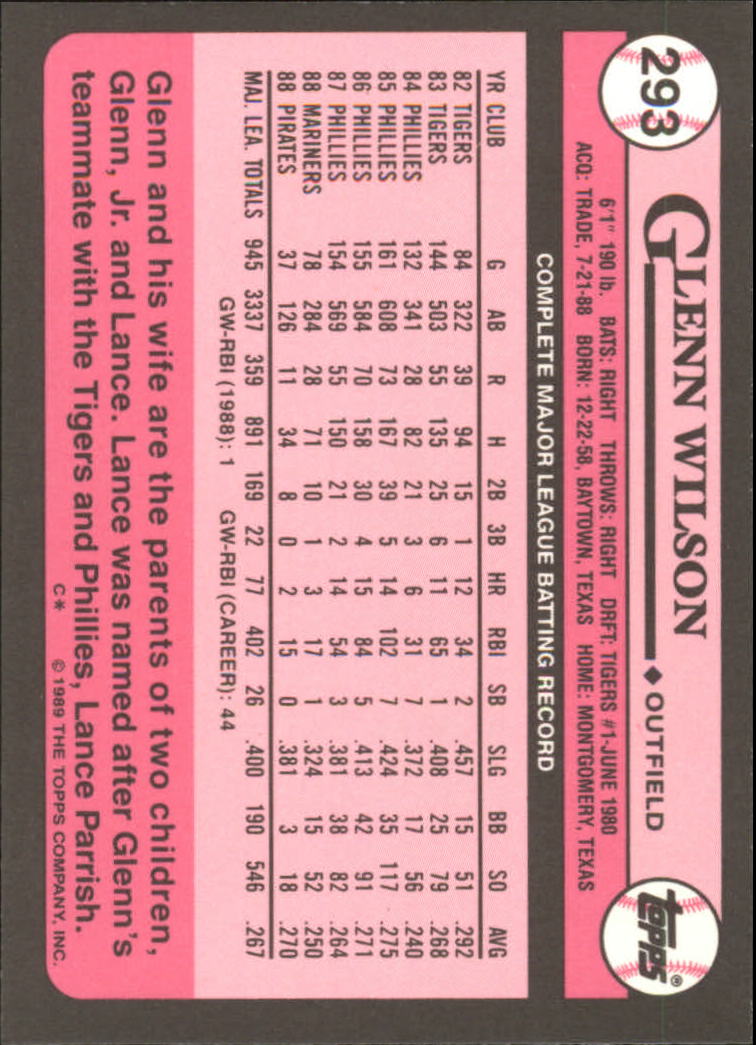 293
GLENN WILSON ◆ OUTFIELD
topps®
6'1" 190 lb. BATS: RIGHT THROWS: RIGHT DRFT: TIGERS #1-JUNE 1980
ACQ: TRADE, 7-21-88 BORN: 12-22-58, BAYTOWN, TEXAS HOME: MONTGOMERY, TEXAS
COMPLETE MAJOR LEAGUE BATTING RECORD
YR CLUB G AB R H 2B 3B HR RBI SB SLG BB SO AVG
82 TIGERS 84 322 39 94 15 1 12 34 2 .457 15 51 .292
83 TIGERS 144 503 55 135 25 6 11 65 1 .408 25 79 .268
84 PHILLIES 132 341 28 82 21 3 6 31 7 .372 17 56 .240
85 PHILLIES 161 608 73 167 39 5 14 102 7 .424 35 117 .275
86 PHILLIES 155 584 70 158 30 4 15 84 5 .413 42 91 .271
87 PHILLIES 154 569 55 150 21 2 14 54 3 .381 38 82 .264
88 MARINERS 78 284 28 71 10 1 3 17 1 .324 15 52 .250
88 PIRATES 37 126 11 34 8 0 2 15 0 .381 3 18 .270
MAJ. LEA. TOTALS 945 3337 359 891 169 22 77 402 26 .400 190 546 .267
GW-RBI (1988): 1 GW-RBI (CAREER): 44
Glenn and his wife are the parents of two children,
Glenn, Jr. and Lance. Lance was named after Glenn's
teammate with the Tigers and Phillies, Lance Parrish.
C* © 1989 THE TOPPS COMPANY, INC.